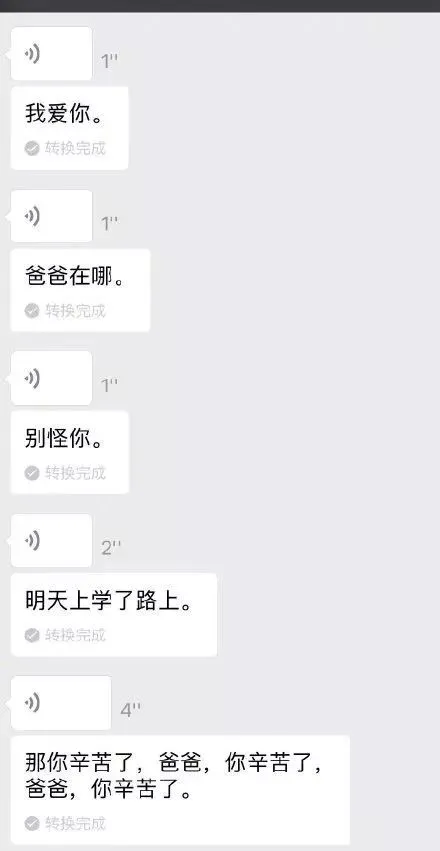 1''
我爱你。
转换完成
1''
爸爸在哪。
转换完成
1''
别怪你。
转换完成
2''
明天上学了路上。
转换完成
4''
那你辛苦了，爸爸，你辛苦了，
爸爸，你辛苦了。
转换完成